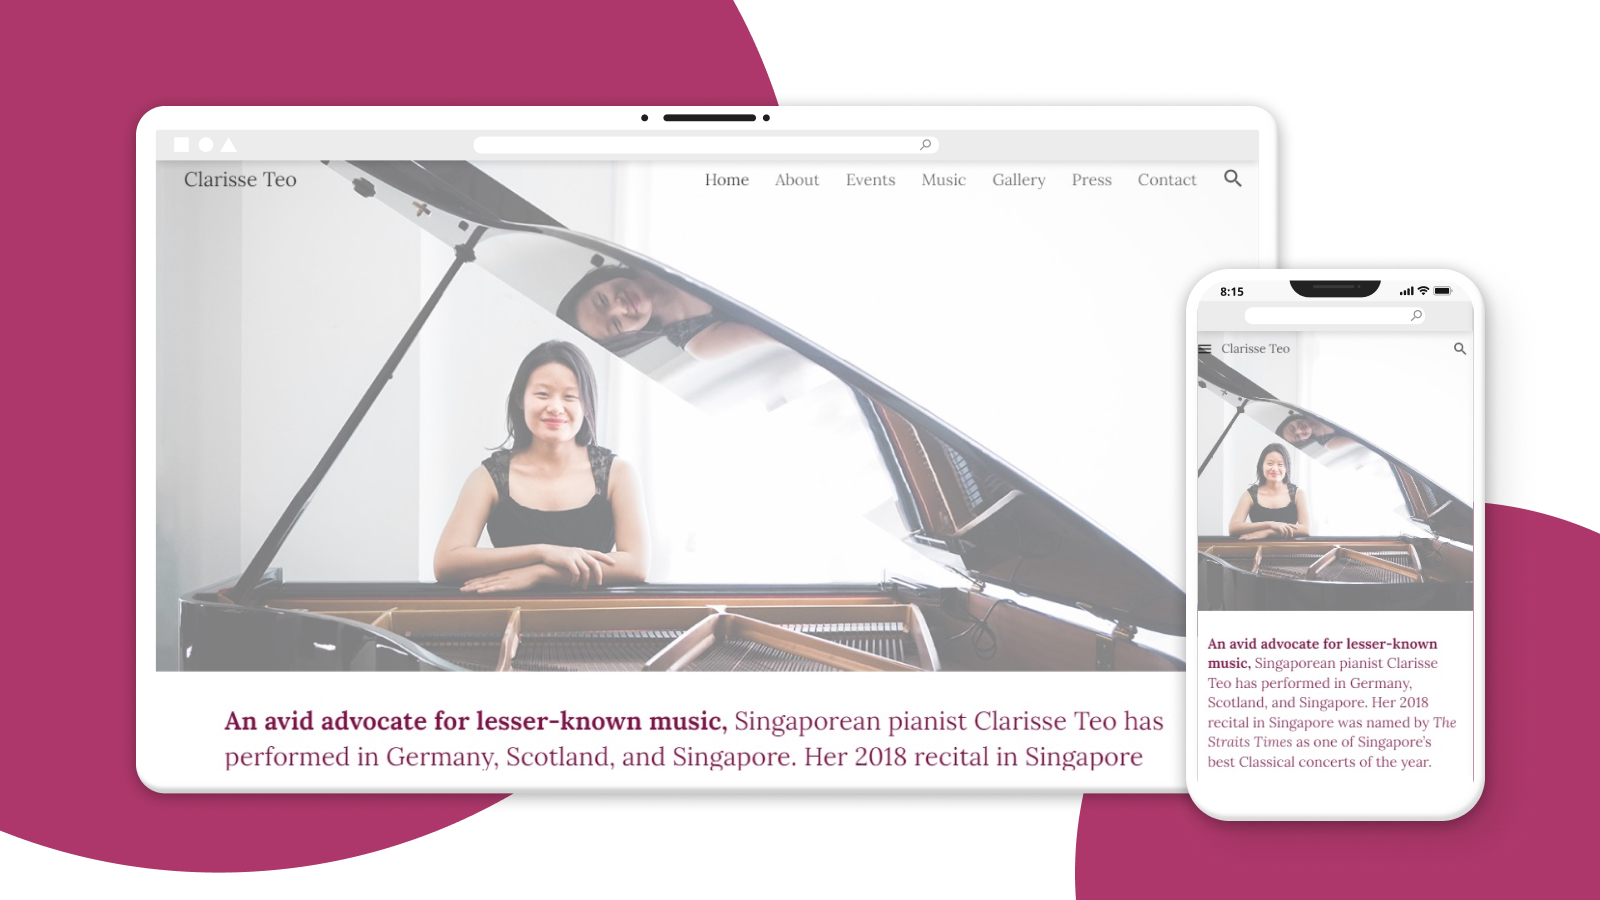 Clarisse Teo
Home About Events Music Gallery Press Contact
An avid advocate for lesser-known music, Singaporean pianist Clarisse Teo has
performed in Germany, Scotland, and Singapore. Her 2018 recital in Singapore
8:15
Clarisse Teo
An avid advocate for lesser-known
music, Singaporean pianist Clarisse
Teo has performed in Germany,
Scotland, and Singapore. Her 2018
recital in Singapore was named by The
Straits Times as one of Singapore's
best Classical concerts of the year.